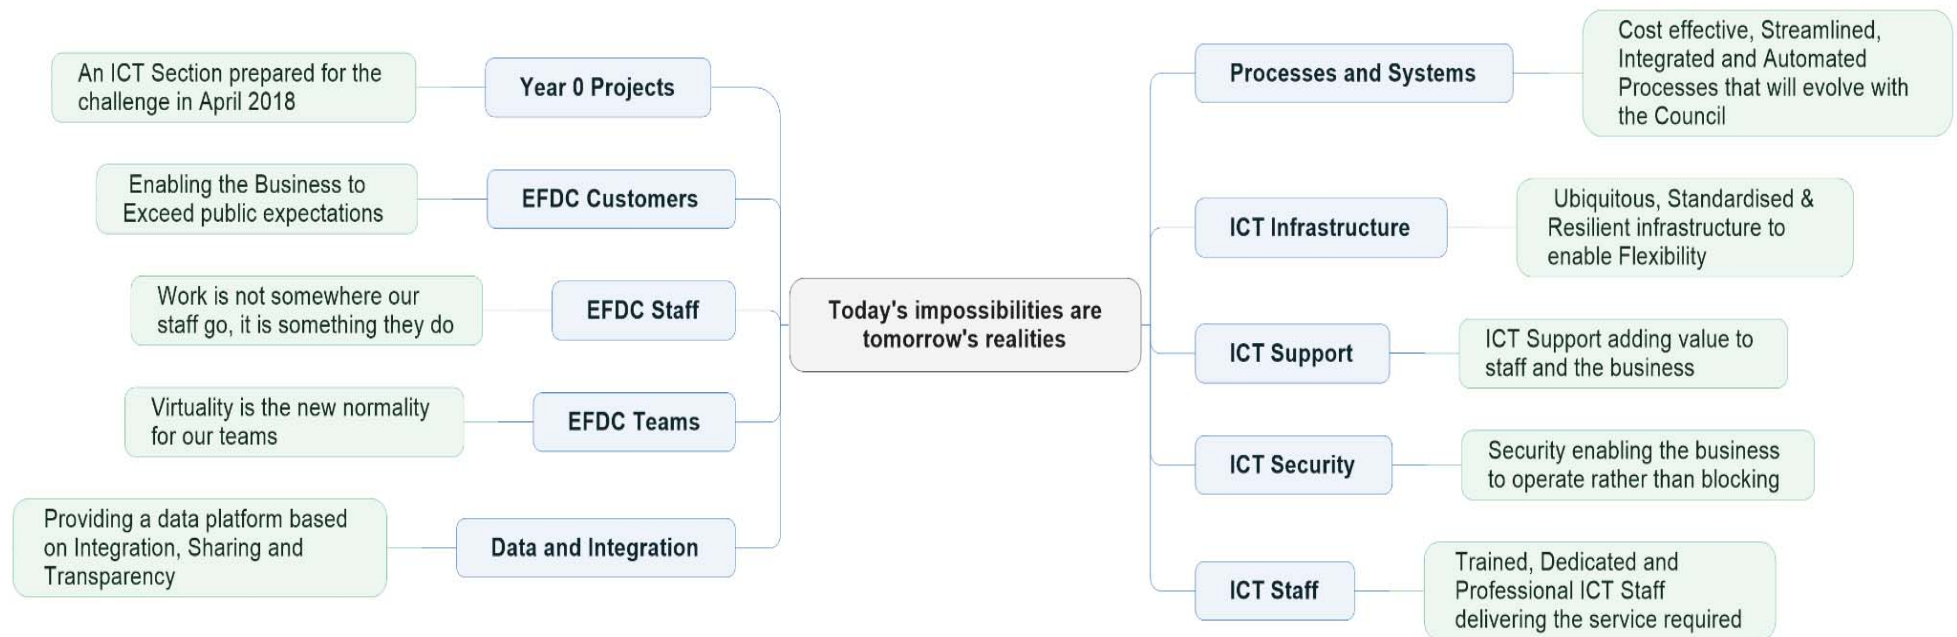 An ICT Section prepared for the
challenge in April 2018
Year 0 Projects
Enabling the Business to
Exceed public expectations
EFDC Customers
Work is not somewhere our
staff go, it is something they do
EFDC Staff
Virtuality is the new normality
for our teams
EFDC Teams
Providing a data platform based
on Integration, Sharing and
Transparency
Data and Integration
Today's impossibilities are
tomorrow's realities
Processes and Systems
Cost effective, Streamlined,
Integrated and Automated
Processes that will evolve with
the Council
ICT Infrastructure
Ubiquitous, Standardised &
Resilient infrastructure to
enable Flexibility
ICT Support
ICT Support adding value to
staff and the business
ICT Security
Security enabling the business
to operate rather than blocking
ICT Staff
Trained, Dedicated and
Professional ICT Staff
delivering the service required